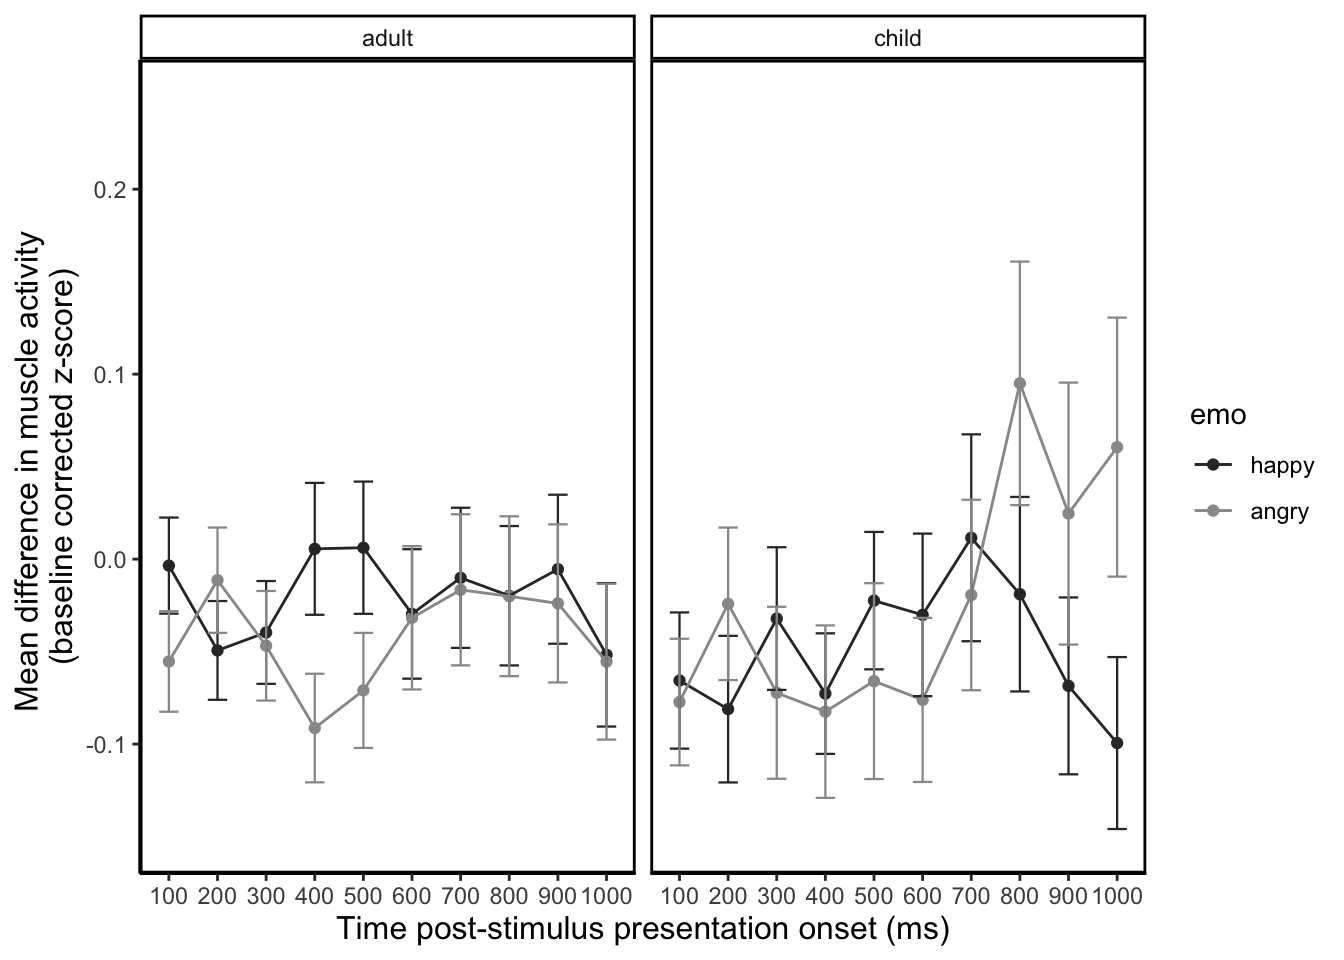 adult
child
Mean difference in muscle activity
(baseline corrected z-score)
0.2
0.1
0.0
-0.1
100 200 300 400 500 600 700 800 900 1000
100 200 300 400 500 600 700 800 900 1000
Time post-stimulus presentation onset (ms)
emo
happy
angry